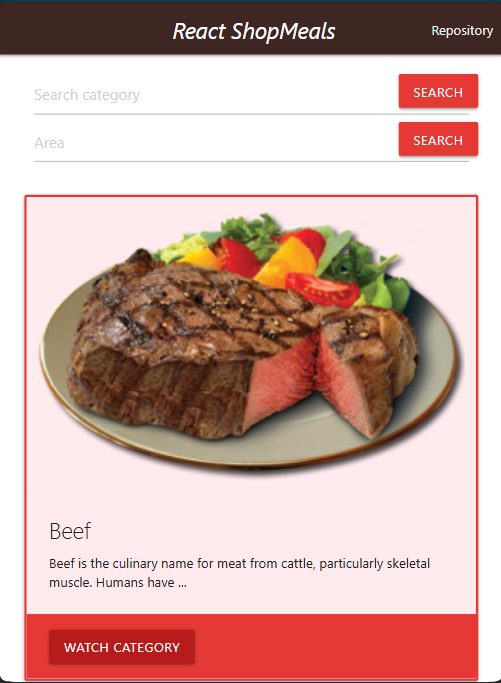 React ShopMeals
Repository
Search category
SEARCH
Area
SEARCH
Beef
Beef is the culinary name for meat from cattle, particularly skeletal
muscle. Humans have ...
WATCH CATEGORY